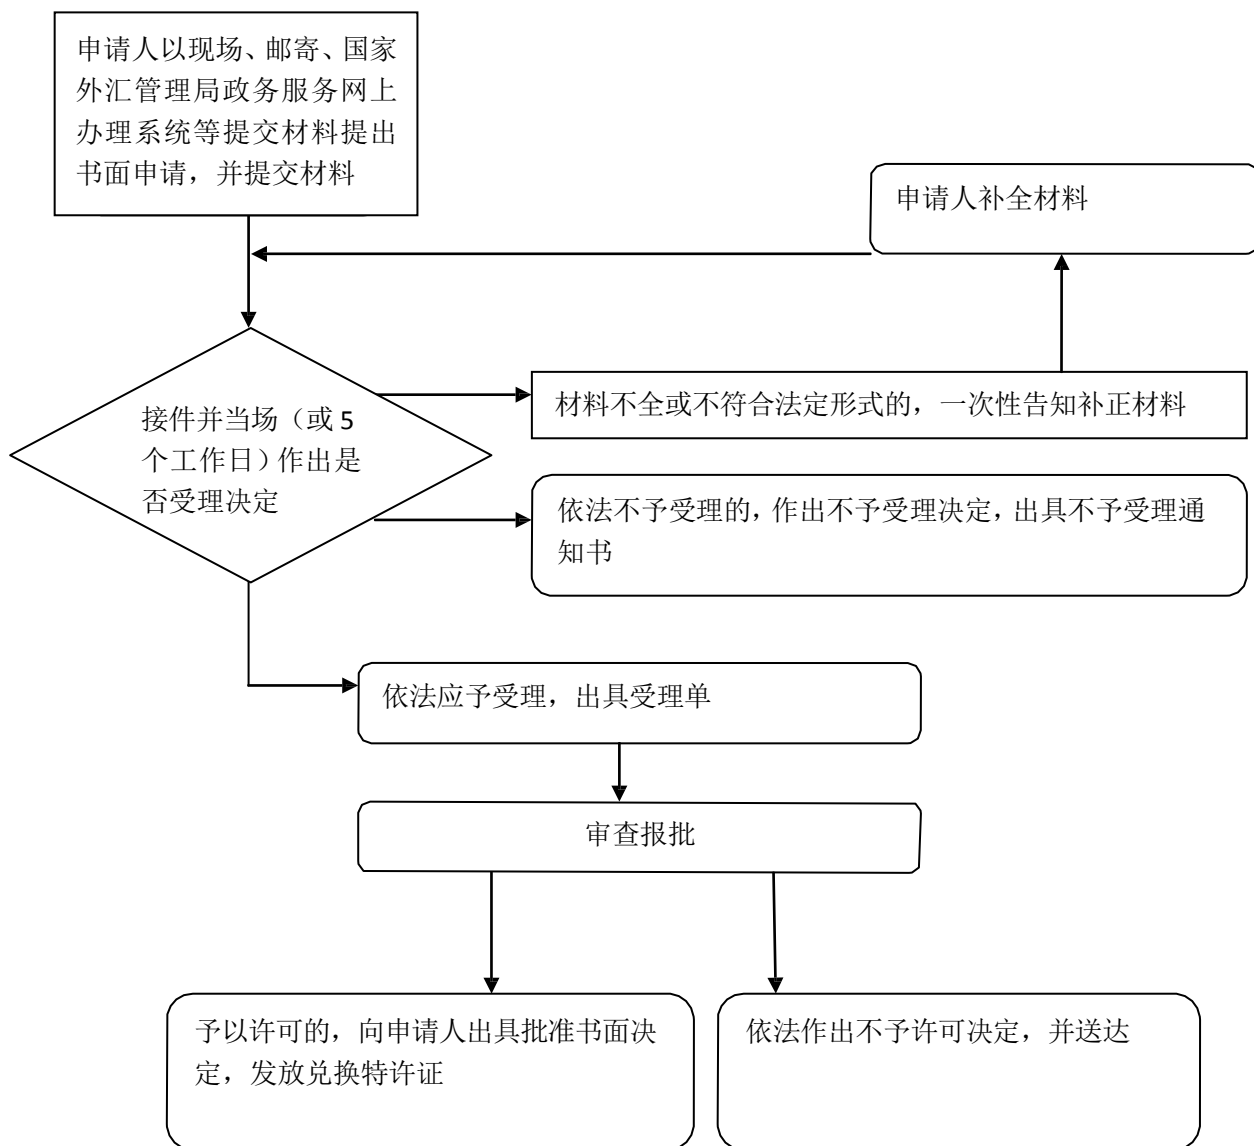 申请人以现场、邮寄、国家
外汇管理局政务服务网上
办理系统等提交材料提出
书面申请，并提交材料
申请人补全材料
接件并当场（或 5
个工作日）作出是
否受理决定
材料不全或不符合法定形式的，一次性告知补正材料
依法不予受理的，作出不予受理决定，出具不予受理通
知书
依法应予受理，出具受理单
审查报批
予以许可的，向申请人出具批准书面决
定，发放兑换特许证
依法作出不予许可决定，并送达